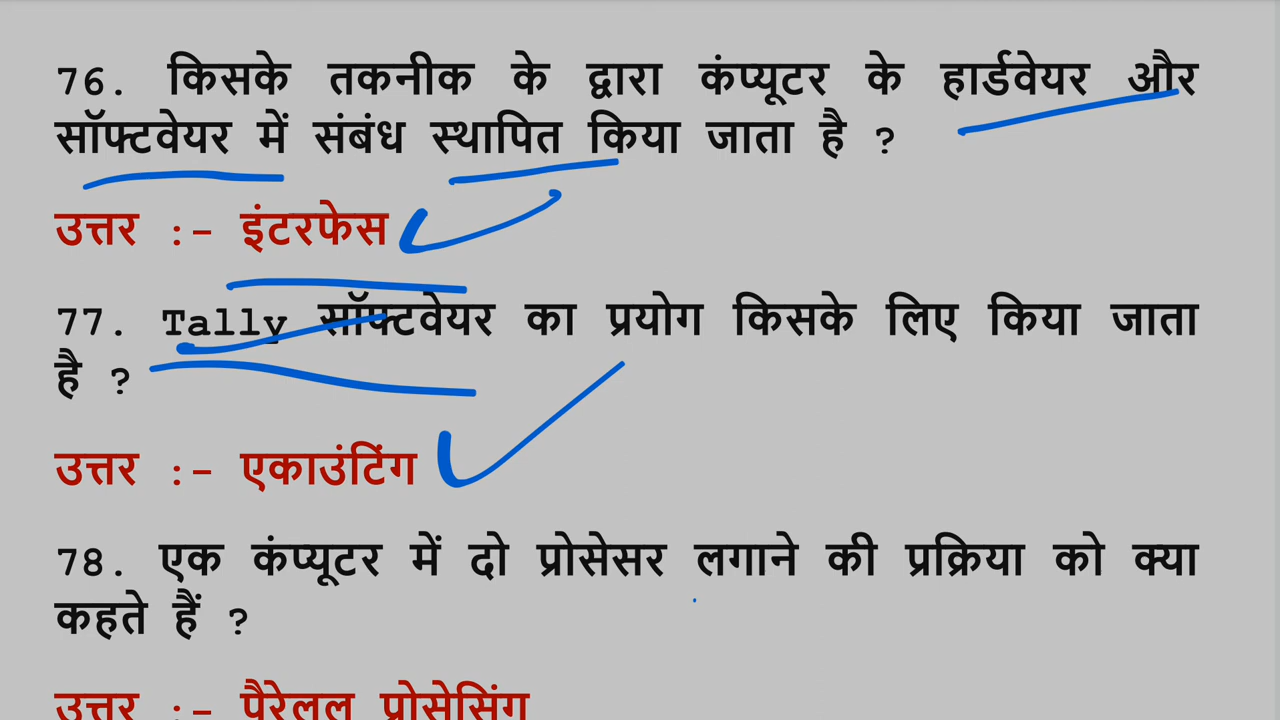 76. किसके तकनीक के द्वारा कंप्यूटर के हार्डवेयर और
सॉफ्टवेयर में संबंध स्थापित किया जाता है ?
उत्तर :- इंटरफेस
77. Tally सॉफ्टवेयर का प्रयोग किसके लिए किया जाता
है ?
उत्तर :- एकाउंटिंग
78. एक कंप्यूटर में दो प्रोसेसर लगाने की प्रक्रिया को क्या
कहते हैं ?
उत्तर :- पैरेलल प्रोसेसिंग